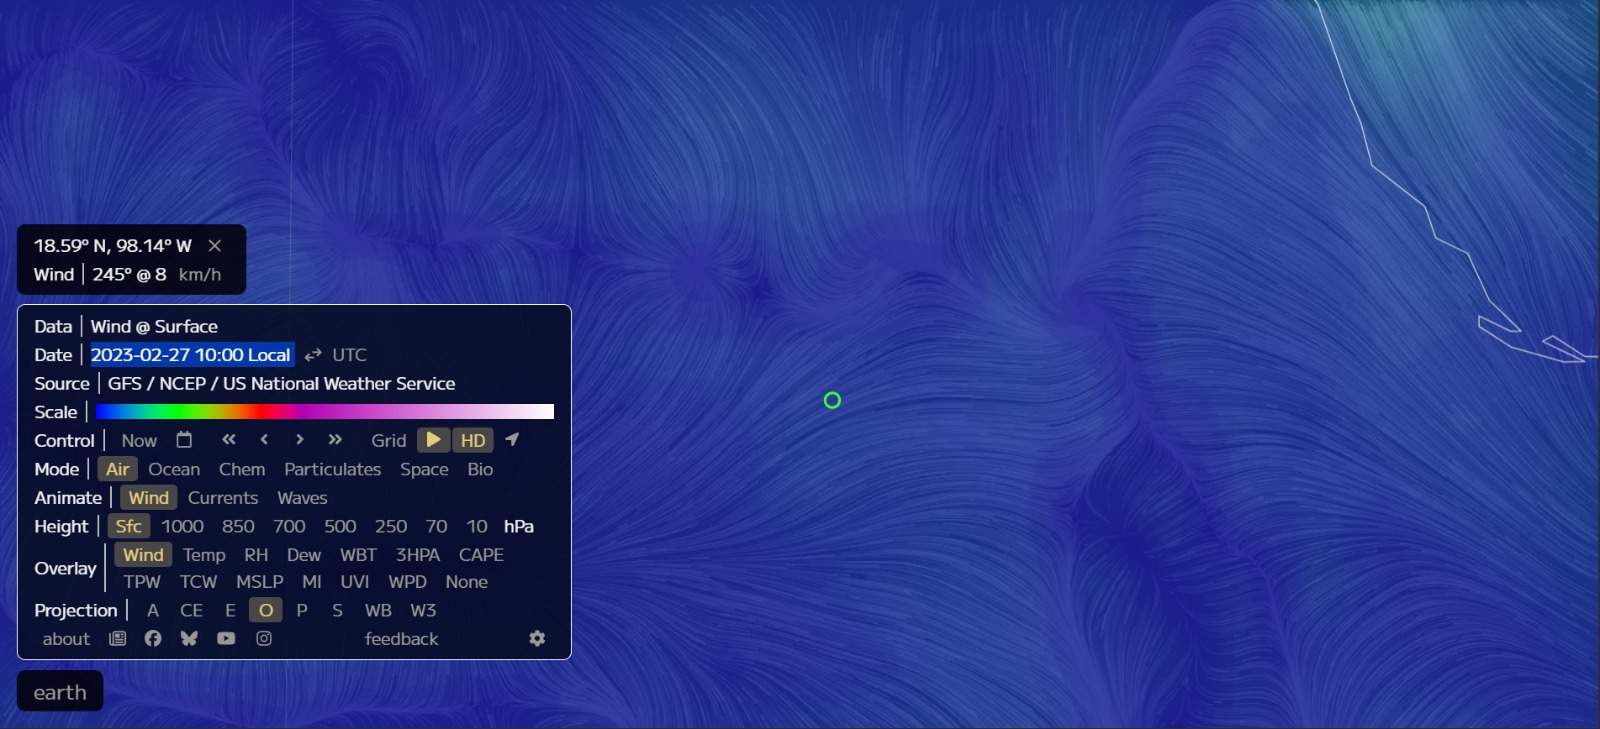 18.59° N, 98.14° W ×
Wind | 245° @ 8 km/h
Data | Wind @ Surface
Date | 2023-02-27 10:00 Local ⇄ UTC
Source | GFS / NCEP / US National Weather Service
Scale |
Control | Now « ‹ › » Grid HD
Mode | Air Ocean Chem Particulates Space Bio
Animate | Wind Currents Waves
Height | Sfc 1000 850 700 500 250 70 10 hPa
Overlay | Wind Temp RH Dew WBT 3HPA CAPE
TPW TCW MSLP MI UVI WPD None
Projection | A CE E O P S WB W3
about feedback
earth